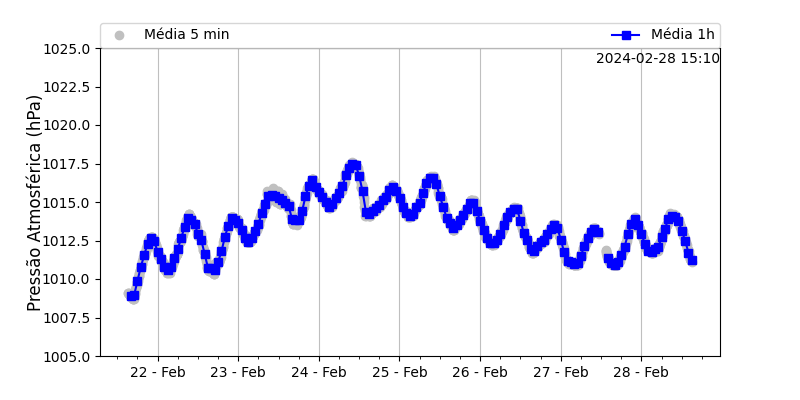 Média 5 min
Média 1h
2024-02-28 15:10
Pressão Atmosférica (hPa)
1025.0
1022.5
1020.0
1017.5
1015.0
1012.5
1010.0
1007.5
1005.0
22 - Feb
23 - Feb
24 - Feb
25 - Feb
26 - Feb
27 - Feb
28 - Feb